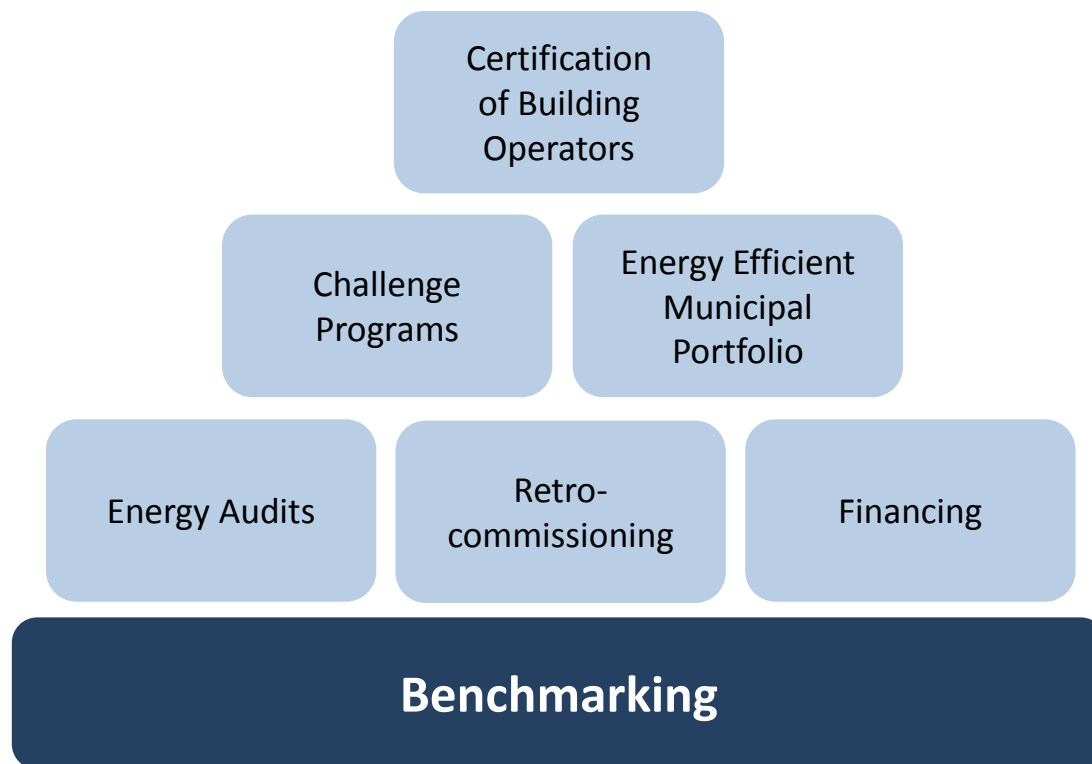 Certification
of Building
Operators
Challenge
Programs
Energy Efficient
Municipal
Portfolio
Energy Audits
Retro-
commissioning
Financing
Benchmarking